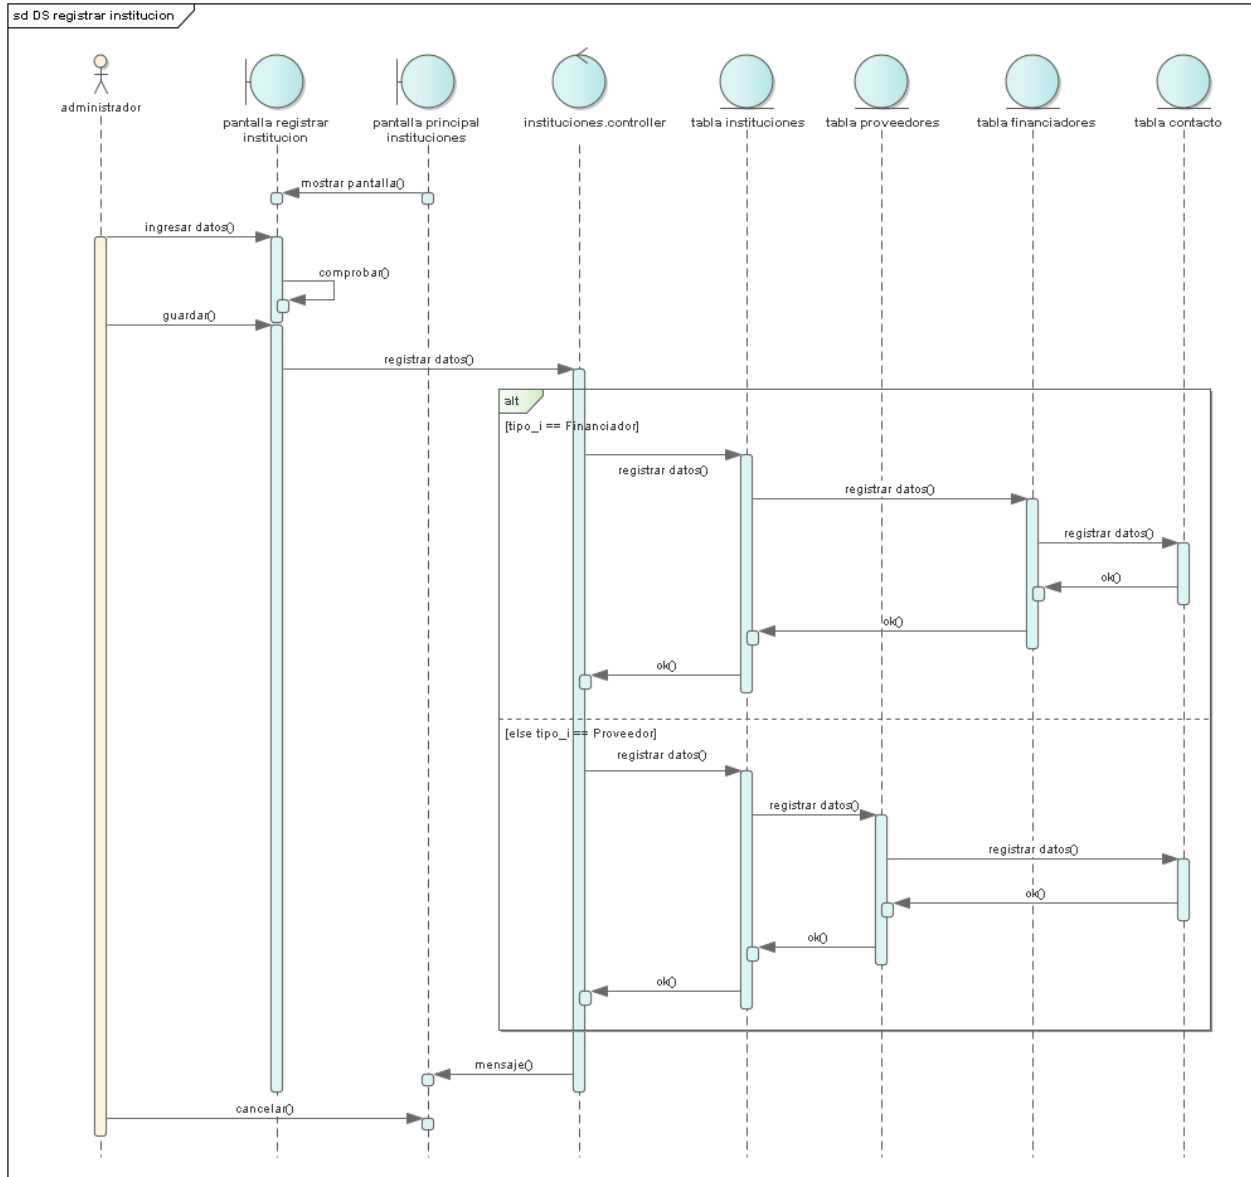 sd DS registrar institucion
administrador
pantalla registrar
institucion
pantalla principal
instituciones
instituciones.controller
tabla instituciones
tabla proveedores
tabla financiadores
tabla contacto
mostrar pantalla()
ingresar datos()
comprobar()
guardar()
registrar datos()
alt
[tipo_i == Financiador]
registrar datos()
registrar datos()
registrar datos()
ok()
ok()
ok()
[else tipo_i == Proveedor]
registrar datos()
registrar datos()
registrar datos()
ok()
ok()
ok()
mensaje()
cancelar()